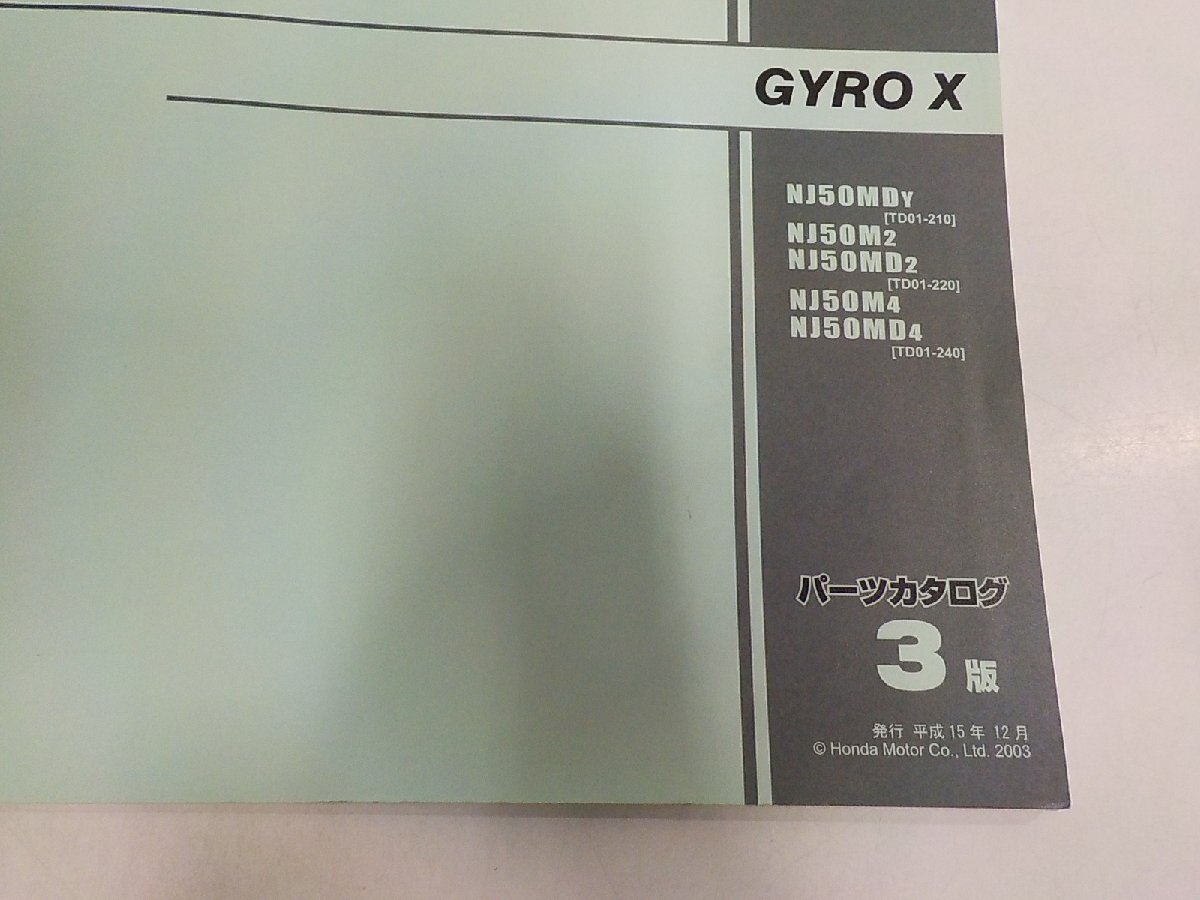 GYRO X
NJ50MDY
[TD01-210]
NJ50M2
NJ50MD2
[TD01-220]
NJ50M4
NJ50MD4
[TD01-240]
パーツカタログ
3版
発行 平成15年 12月
© Honda Motor Co., Ltd. 2003